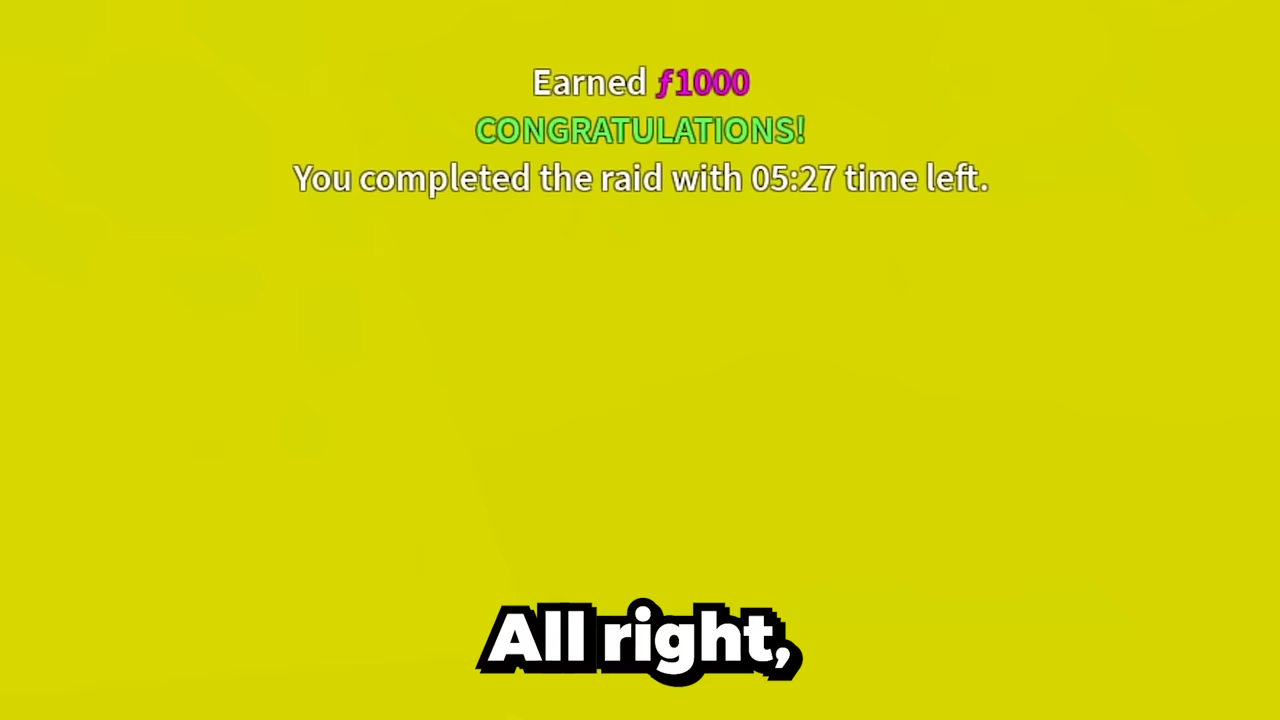 Earned ƒ1000
CONGRATULATIONS!
You completed the raid with 05:27 time left.
All right,